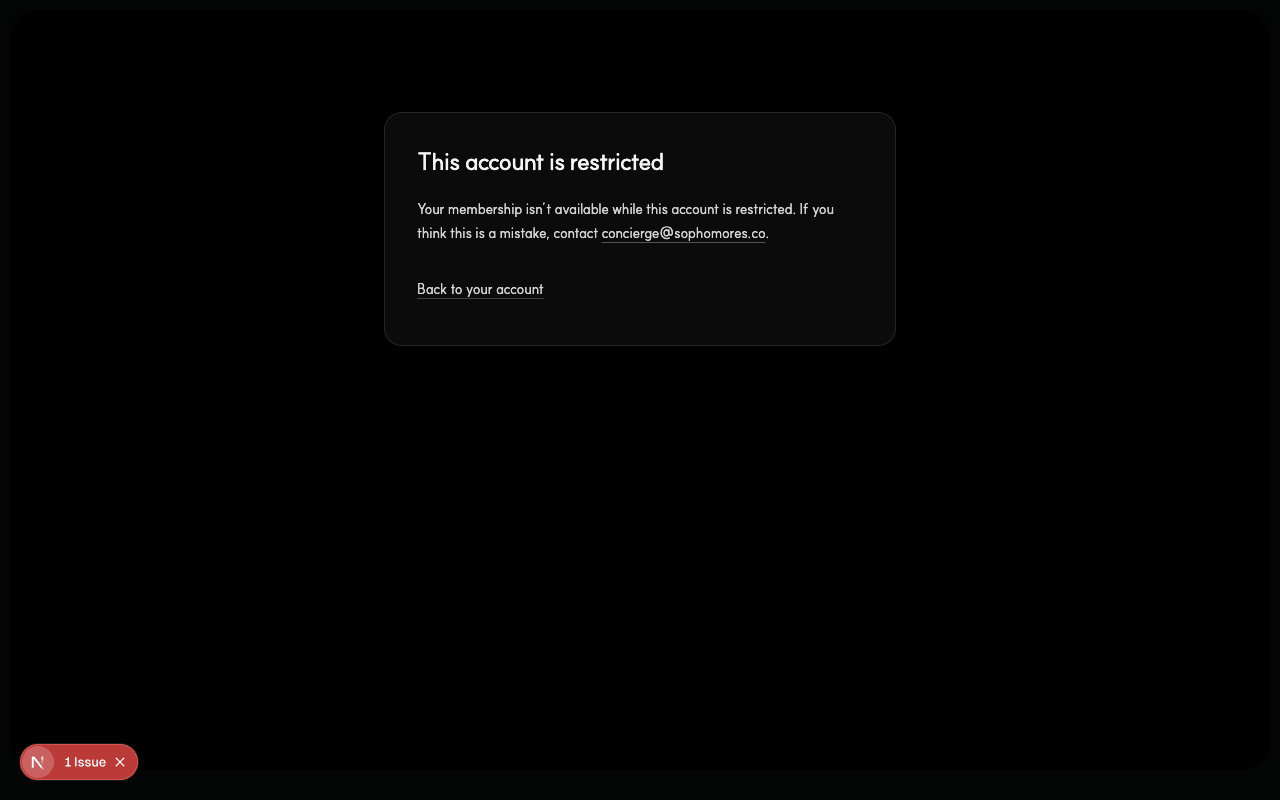 This account is restricted
Your membership isn't available while this account is restricted. If you
think this is a mistake, contact concierge@sophomores.co.
Back to your account
N 1 Issue